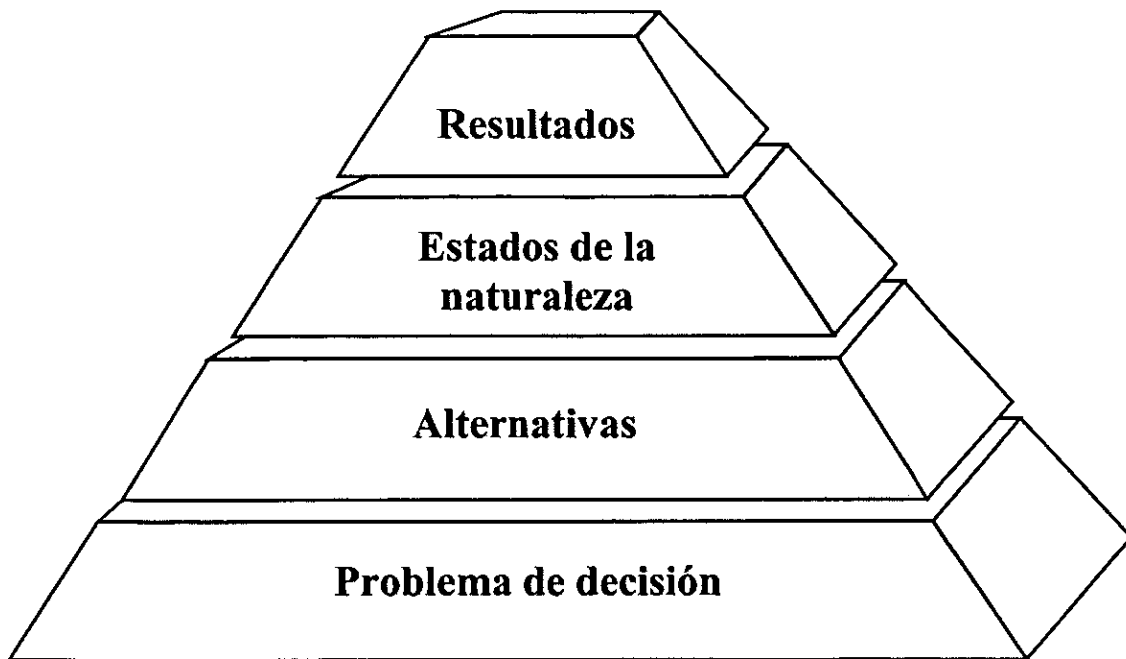 Resultados
Estados de la
naturaleza
Alternativas
Problema de decisión